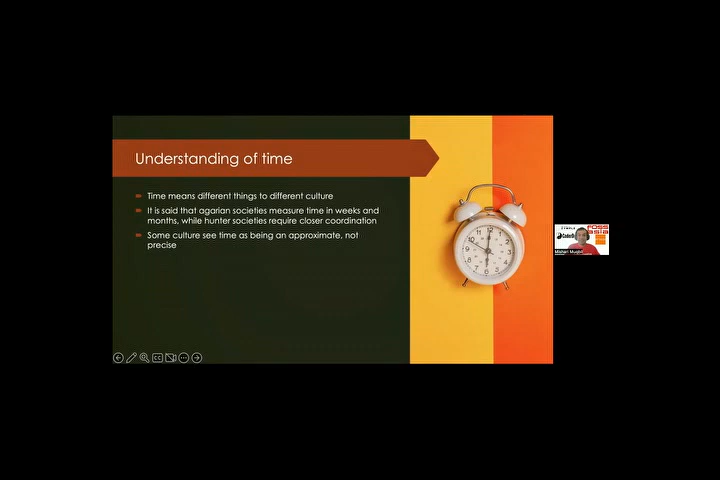 Understanding of time
Time means different things to different culture
It is said that agarian societies measure time in weeks and
months, while hunter societies require closer coordination
Some culture see time as being an approximate, not
precise
FOSS
asia